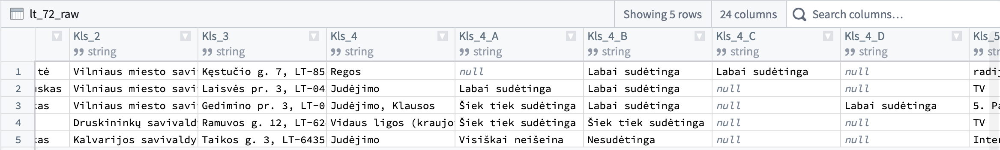 lt_72_raw Showing 5 rows 24 columns Search columns...
Kls_2 Kls_3 Kls_4 Kls_4_A Kls_4_B Kls_4_C Kls_4_D Kls_5
string string string string string string string str
1 tė Vilniaus miesto savi Kęstučio g. 7, LT-85 Regos null Labai sudėtinga Labai sudėtinga null radij
2 uskas Vilniaus miesto savi Laisvės pr. 3, LT-04 Judėjimo Labai sudėtinga Labai sudėtinga null null TV
3 kas Vilniaus miesto savi Gedimino pr. 3, LT-0 Judėjimo, Klausos Šiek tiek sudėtinga Labai sudėtinga null Labai sudėtinga 5. Pa
4 Druskininkų savivald Ramuvos g. 12, LT-62 Vidaus ligos (kraujo Šiek tiek sudėtinga Šiek tiek sudėtinga null null TV
5 kas Kalvarijos savivaldy Taikos g. 3, LT-6435 Judėjimo Visiškai neišeina Nesudėtinga null null Inter